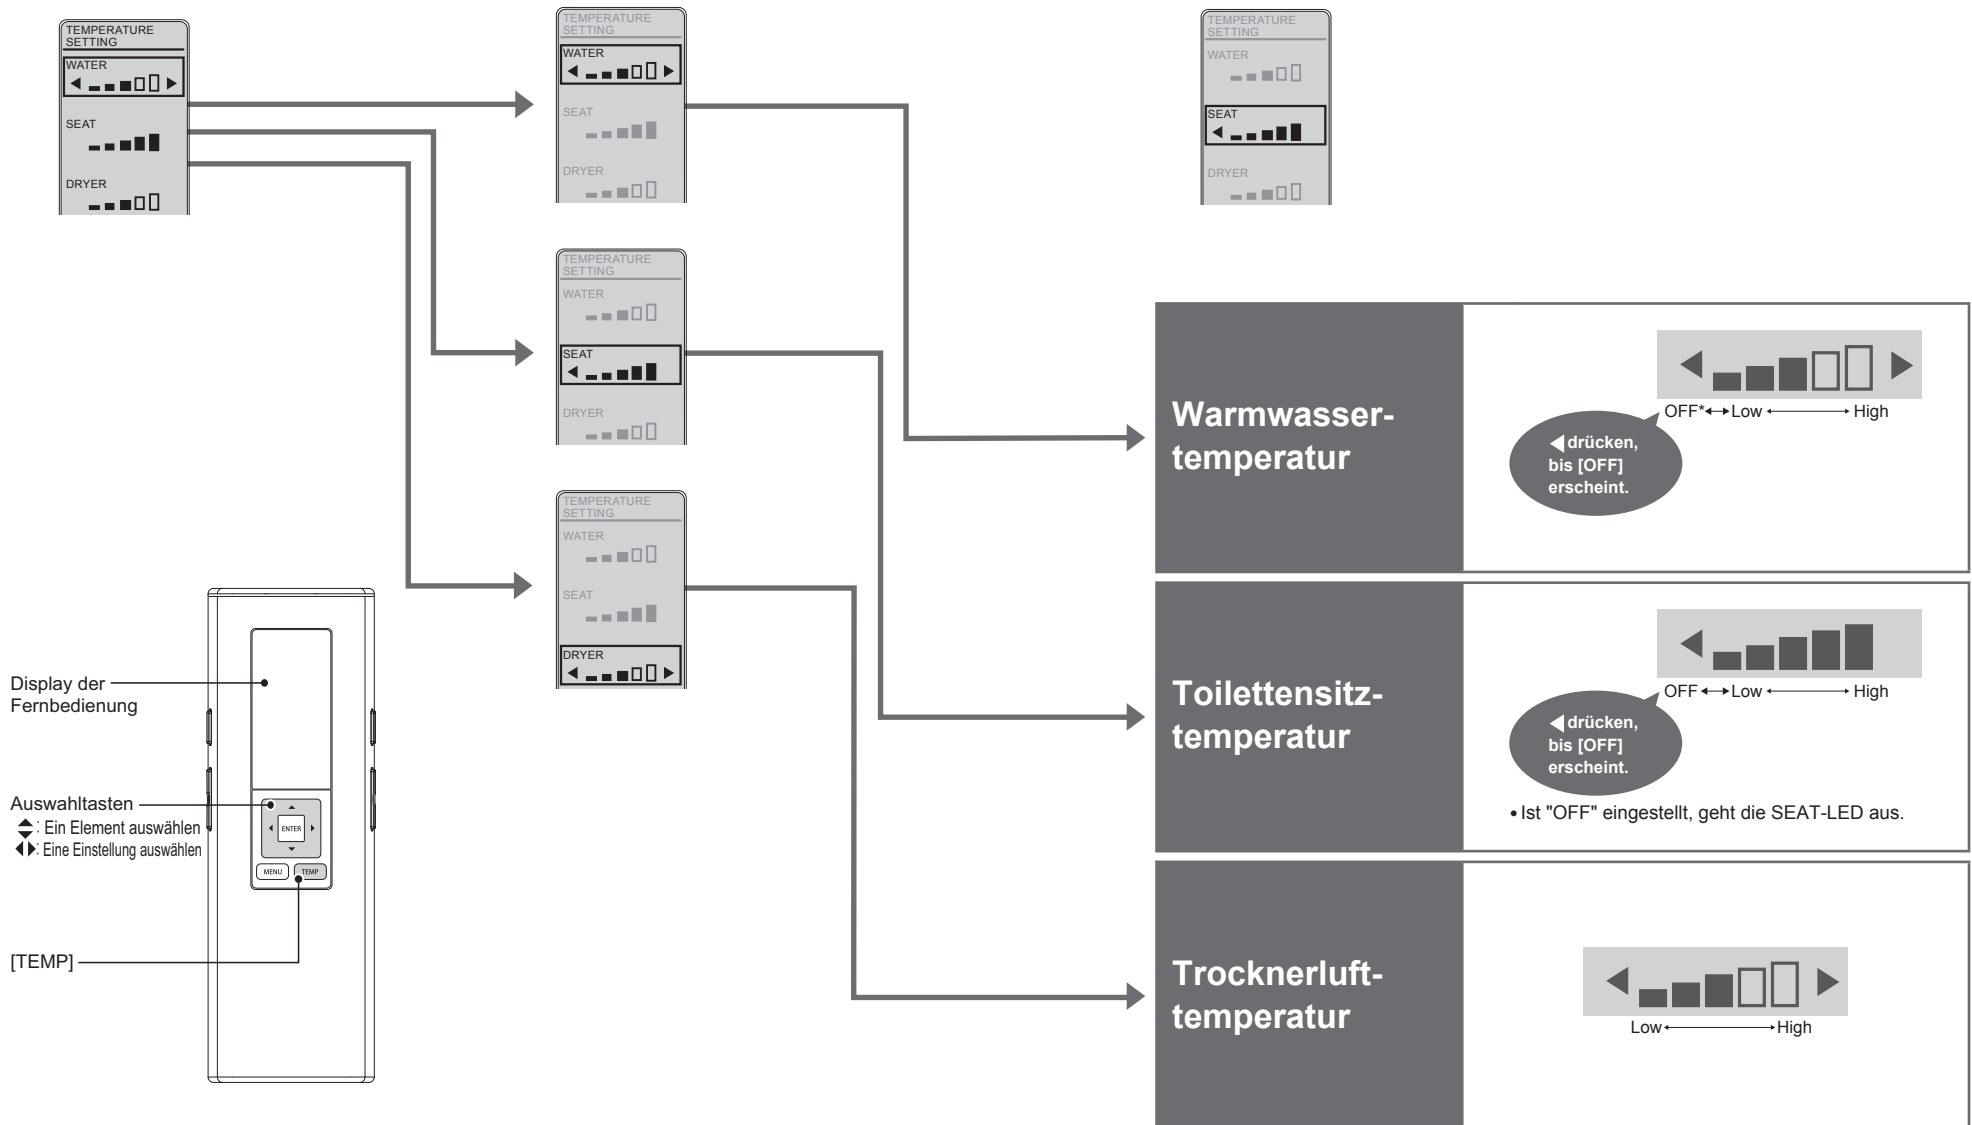 TEMPERATURE
SETTING
WATER
SEAT
DRYER
TEMPERATURE
SETTING
WATER
SEAT
DRYER
TEMPERATURE
SETTING
WATER
SEAT
DRYER
TEMPERATURE
SETTING
WATER
SEAT
DRYER
TEMPERATURE
SETTING
WATER
SEAT
DRYER
Display der
Fernbedienung
Auswahltasten
: Ein Element auswählen
: Eine Einstellung auswählen
[TEMP]
ENTER
MENU
TEMP
Warmwasser-
temperatur
OFF* Low High
◀ drücken,
bis [OFF]
erscheint.
Toilettensitz-
temperatur
OFF Low High
◀ drücken,
bis [OFF]
erscheint.
• Ist "OFF" eingestellt, geht die SEAT-LED aus.
Trocknerluft-
temperatur
Low High